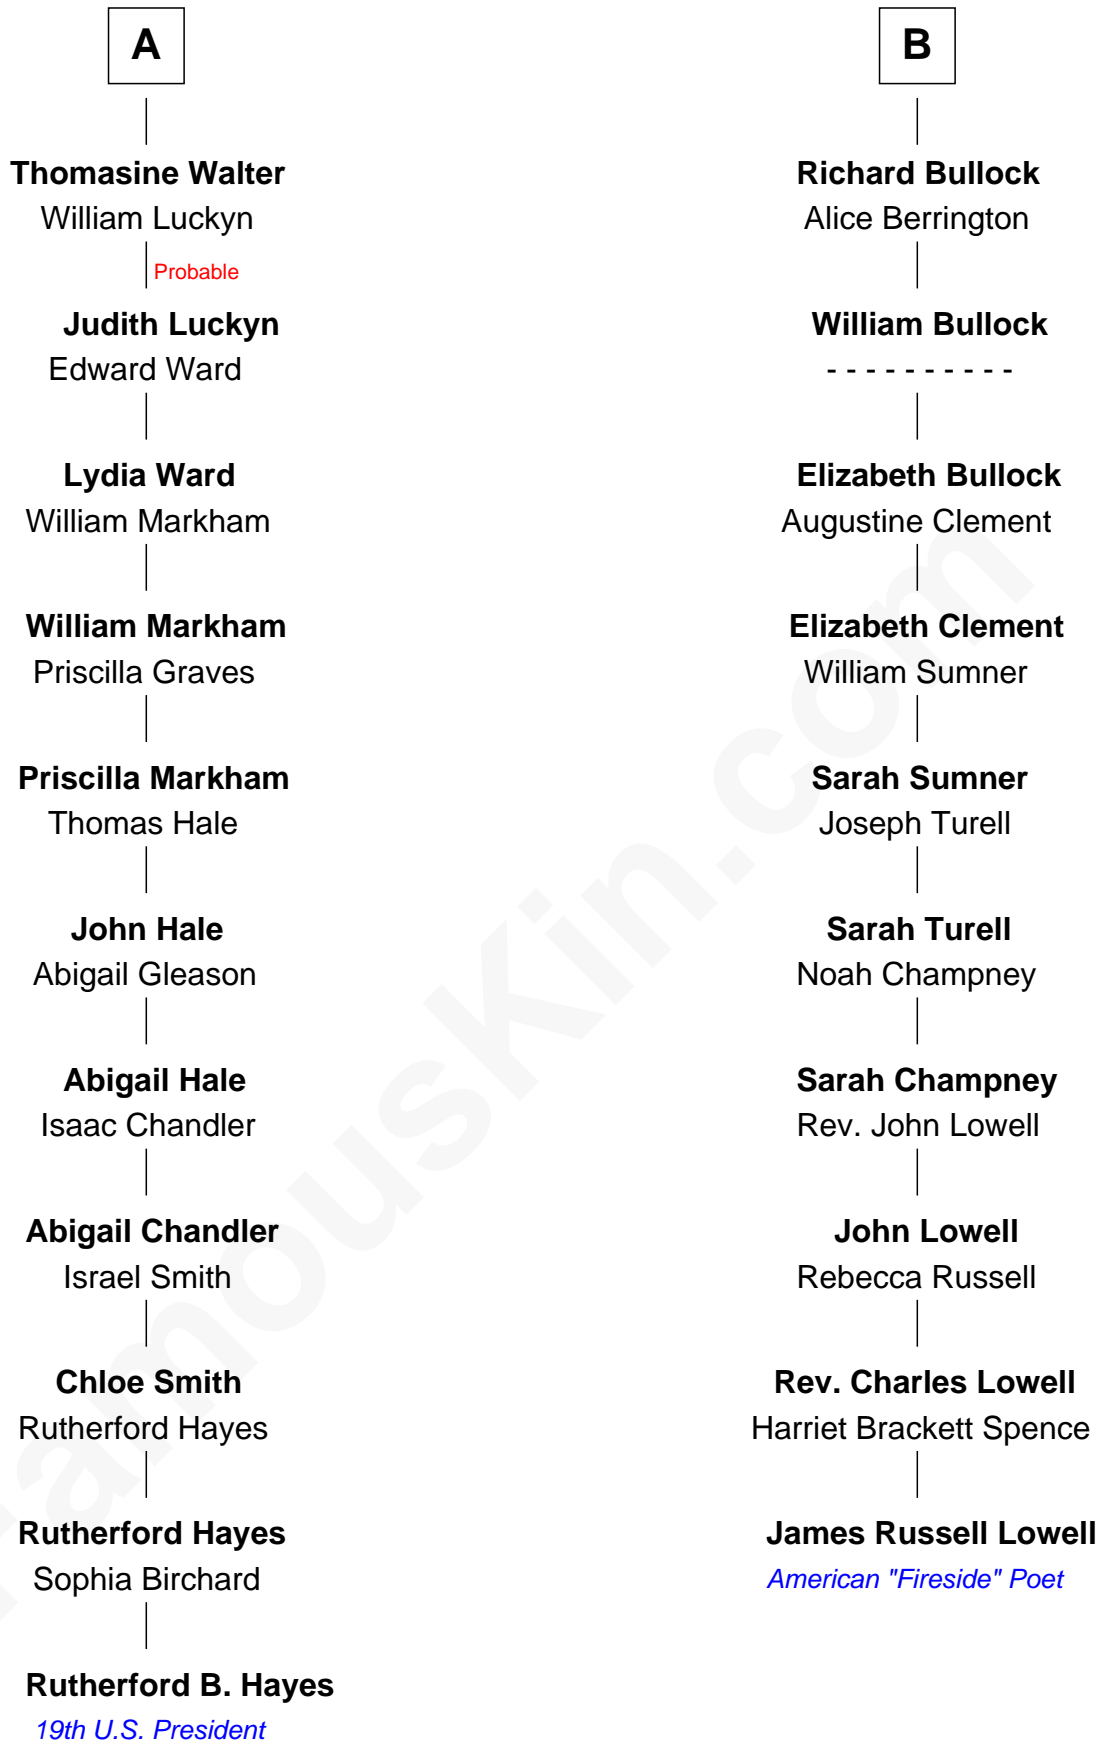 A
Thomasine Walter
William Luckyn
Probable
Judith Luckyn
Edward Ward
Lydia Ward
William Markham
William Markham
Priscilla Graves
Priscilla Markham
Thomas Hale
John Hale
Abigail Gleason
Abigail Hale
Isaac Chandler
Abigail Chandler
Israel Smith
Chloe Smith
Rutherford Hayes
Rutherford Hayes
Sophia Birchard
Rutherford B. Hayes
19th U.S. President
B
Richard Bullock
Alice Berrington
William Bullock
- - - - - - - - - -
Elizabeth Bullock
Augustine Clement
Elizabeth Clement
William Sumner
Sarah Sumner
Joseph Turell
Sarah Turell
Noah Champney
Sarah Champney
Rev. John Lowell
John Lowell
Rebecca Russell
Rev. Charles Lowell
Harriet Brackett Spence
James Russell Lowell
American "Fireside" Poet
FamousKin.com